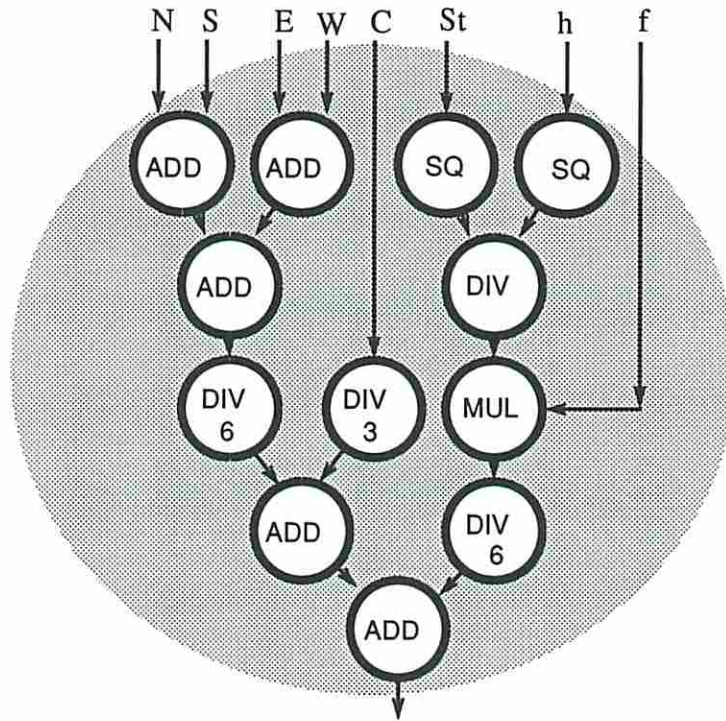 N S E W C St h f
ADD ADD SQ SQ
ADD DIV
DIV 6 DIV 3 MUL
ADD DIV 6
ADD